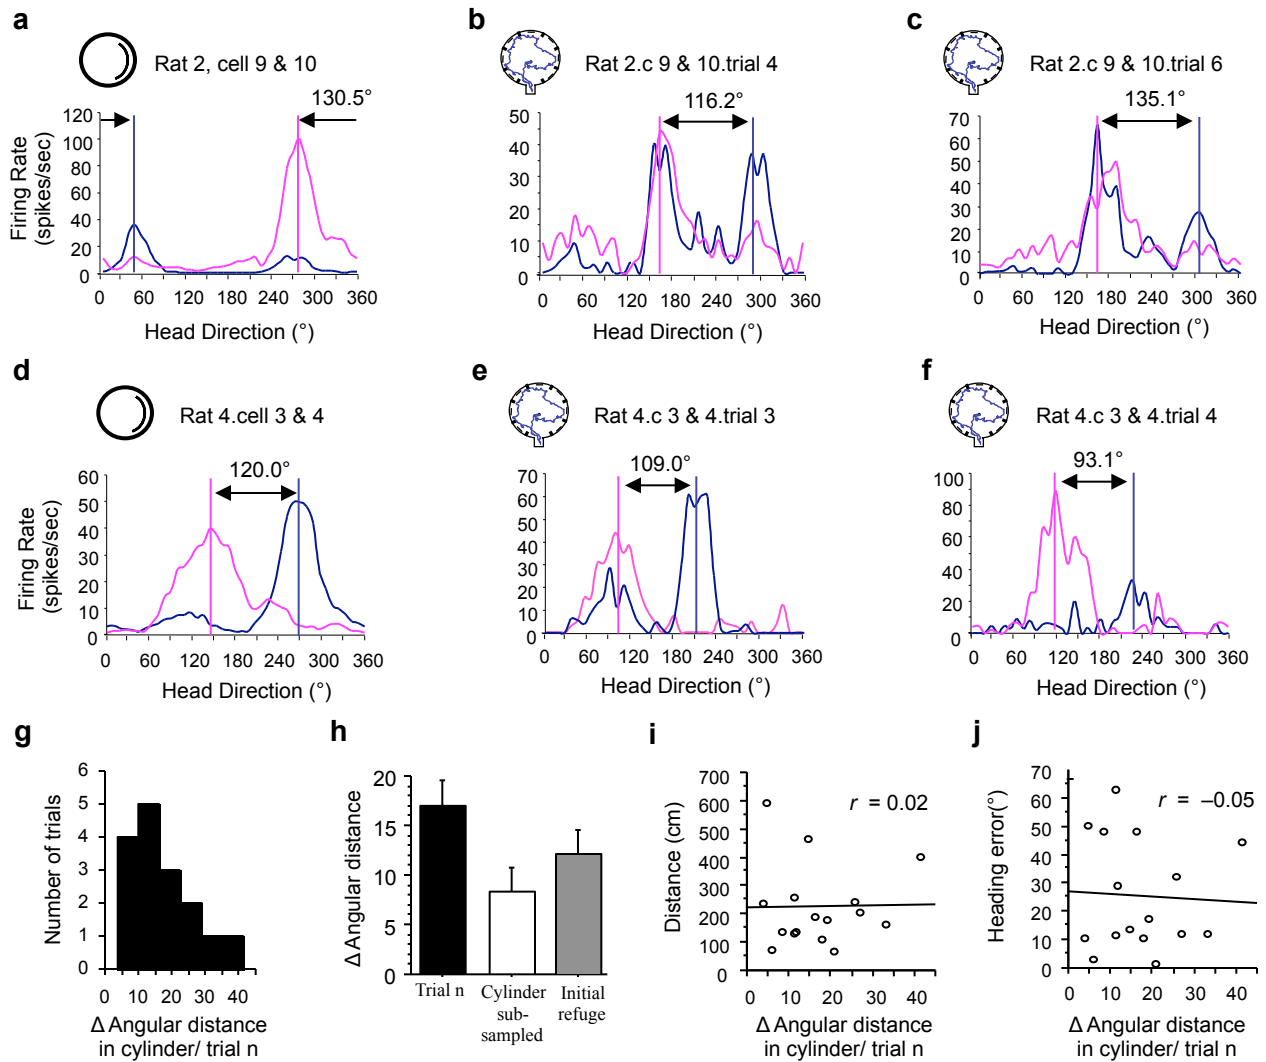 a
Rat 2, cell 9 & 10
130.5°
120
100
80
60
40
20
0
Firing Rate
(spikes/sec)
0 60 120 180 240 300 360
Head Direction (°)
b
Rat 2.c 9 & 10.trial 4
116.2°
50
40
30
20
10
0
0 60 120 180 240 300 360
Head Direction (°)
c
Rat 2.c 9 & 10.trial 6
135.1°
70
60
50
40
30
20
10
0
0 60 120 180 240 300 360
Head Direction (°)
d
Rat 4.cell 3 & 4
120.0°
60
50
40
30
20
10
0
Firing Rate
(spikes/sec)
0 60 120 180 240 300 360
Head Direction (°)
e
Rat 4.c 3 & 4.trial 3
109.0°
70
60
50
40
30
20
10
0
0 60 120 180 240 300 360
Head Direction (°)
f
Rat 4.c 3 & 4.trial 4
93.1°
100
80
60
40
20
0
0 60 120 180 240 300 360
Head Direction (°)
g
6
5
4
3
2
1
0
Number of trials
0 10 20 30 40
Δ Angular distance
in cylinder/ trial n
h
20
15
10
5
0
Δ Angular distance
Trial n
Cylinder
sub-
sampled
Initial
refuge
i
r = 0.02
700
600
500
400
300
200
100
0
Distance (cm)
0 10 20 30 40
Δ Angular distance
in cylinder/ trial n
j
r = –0.05
70
60
50
40
30
20
10
0
Heading error(°)
0 10 20 30 40
Δ Angular distance
in cylinder/ trial n